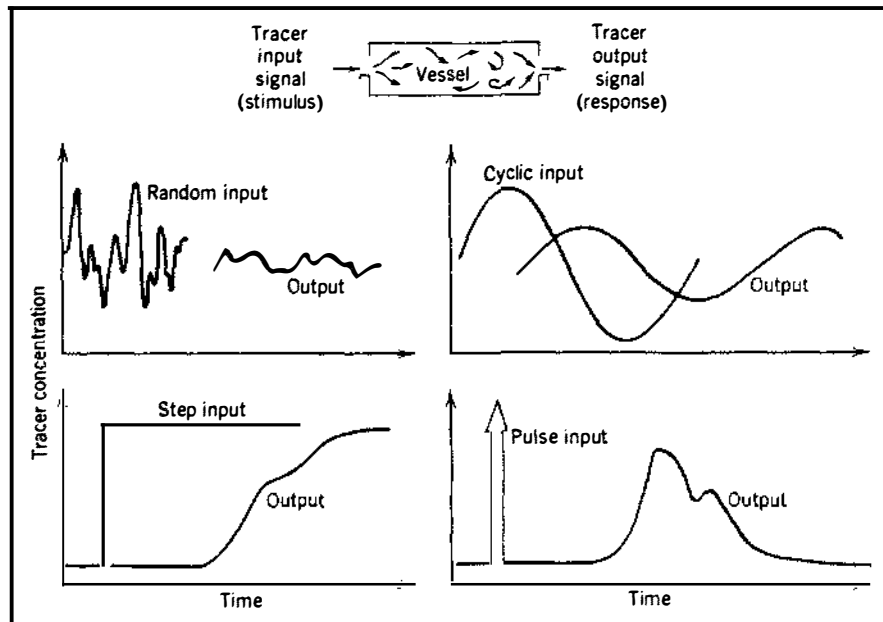 Tracer
input
signal
(stimulus)
Vessel
Tracer
output
signal
(response)
Random input
Output
Cyclic input
Output
Tracer concentration
Step input
Output
Time
Pulse input
Output
Time